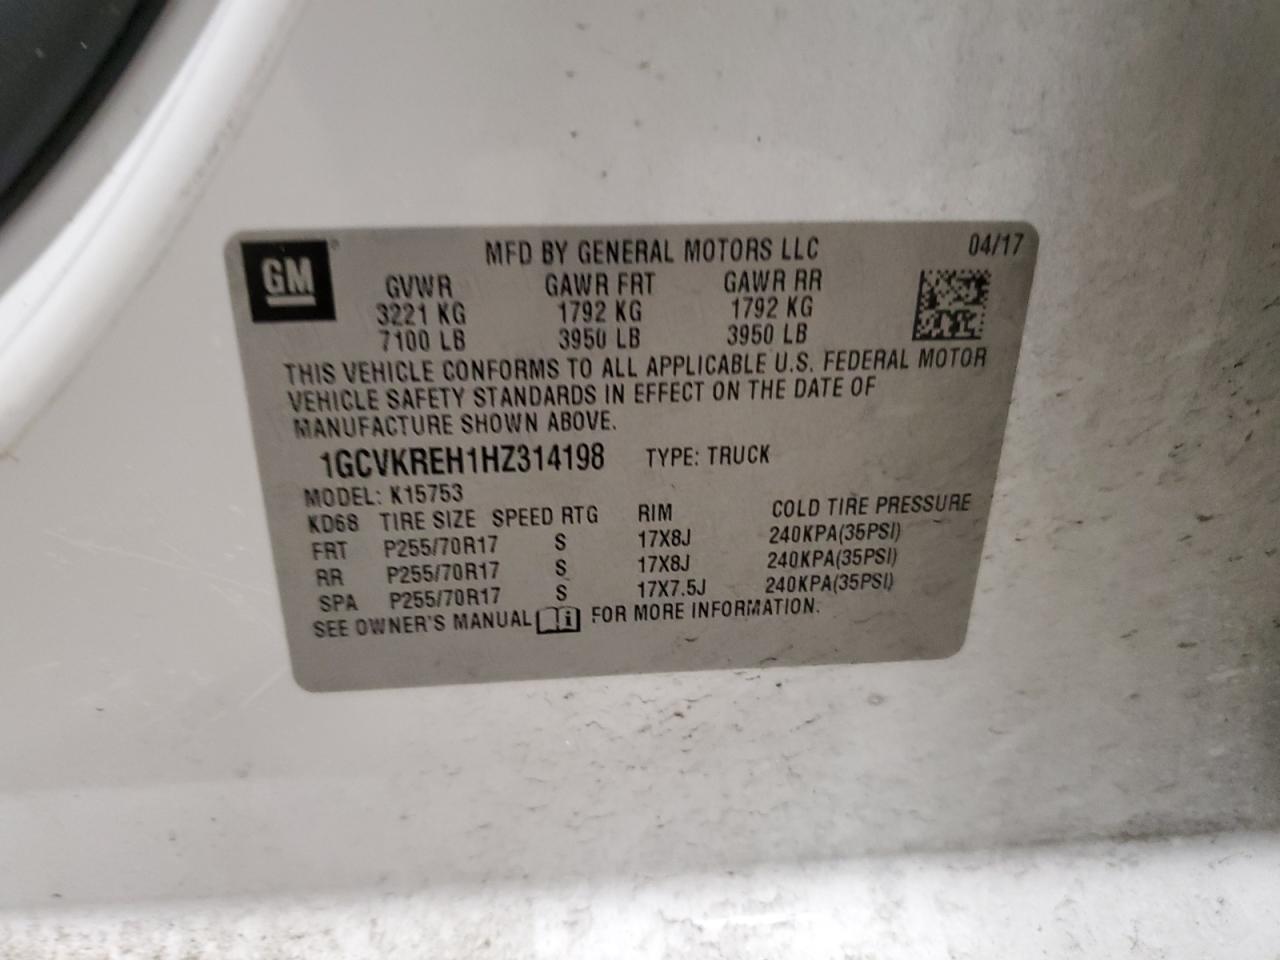 GM
MFD BY GENERAL MOTORS LLC 04/17
GVWR GAWR FRT GAWR RR
3221 KG 1792 KG 1792 KG
7100 LB 3950 LB 3950 LB
THIS VEHICLE CONFORMS TO ALL APPLICABLE U.S. FEDERAL MOTOR
VEHICLE SAFETY STANDARDS IN EFFECT ON THE DATE OF
MANUFACTURE SHOWN ABOVE.
1GCVKREH1HZ314198 TYPE: TRUCK
MODEL: K15753
KD68 TIRE SIZE SPEED RTG RIM COLD TIRE PRESSURE
FRT P255/70R17 S 17X8J 240KPA(35PSI)
RR P255/70R17 S 17X8J 240KPA(35PSI)
SPA P255/70R17 S 17X7.5J 240KPA(35PSI)
SEE OWNER'S MANUAL i FOR MORE INFORMATION.